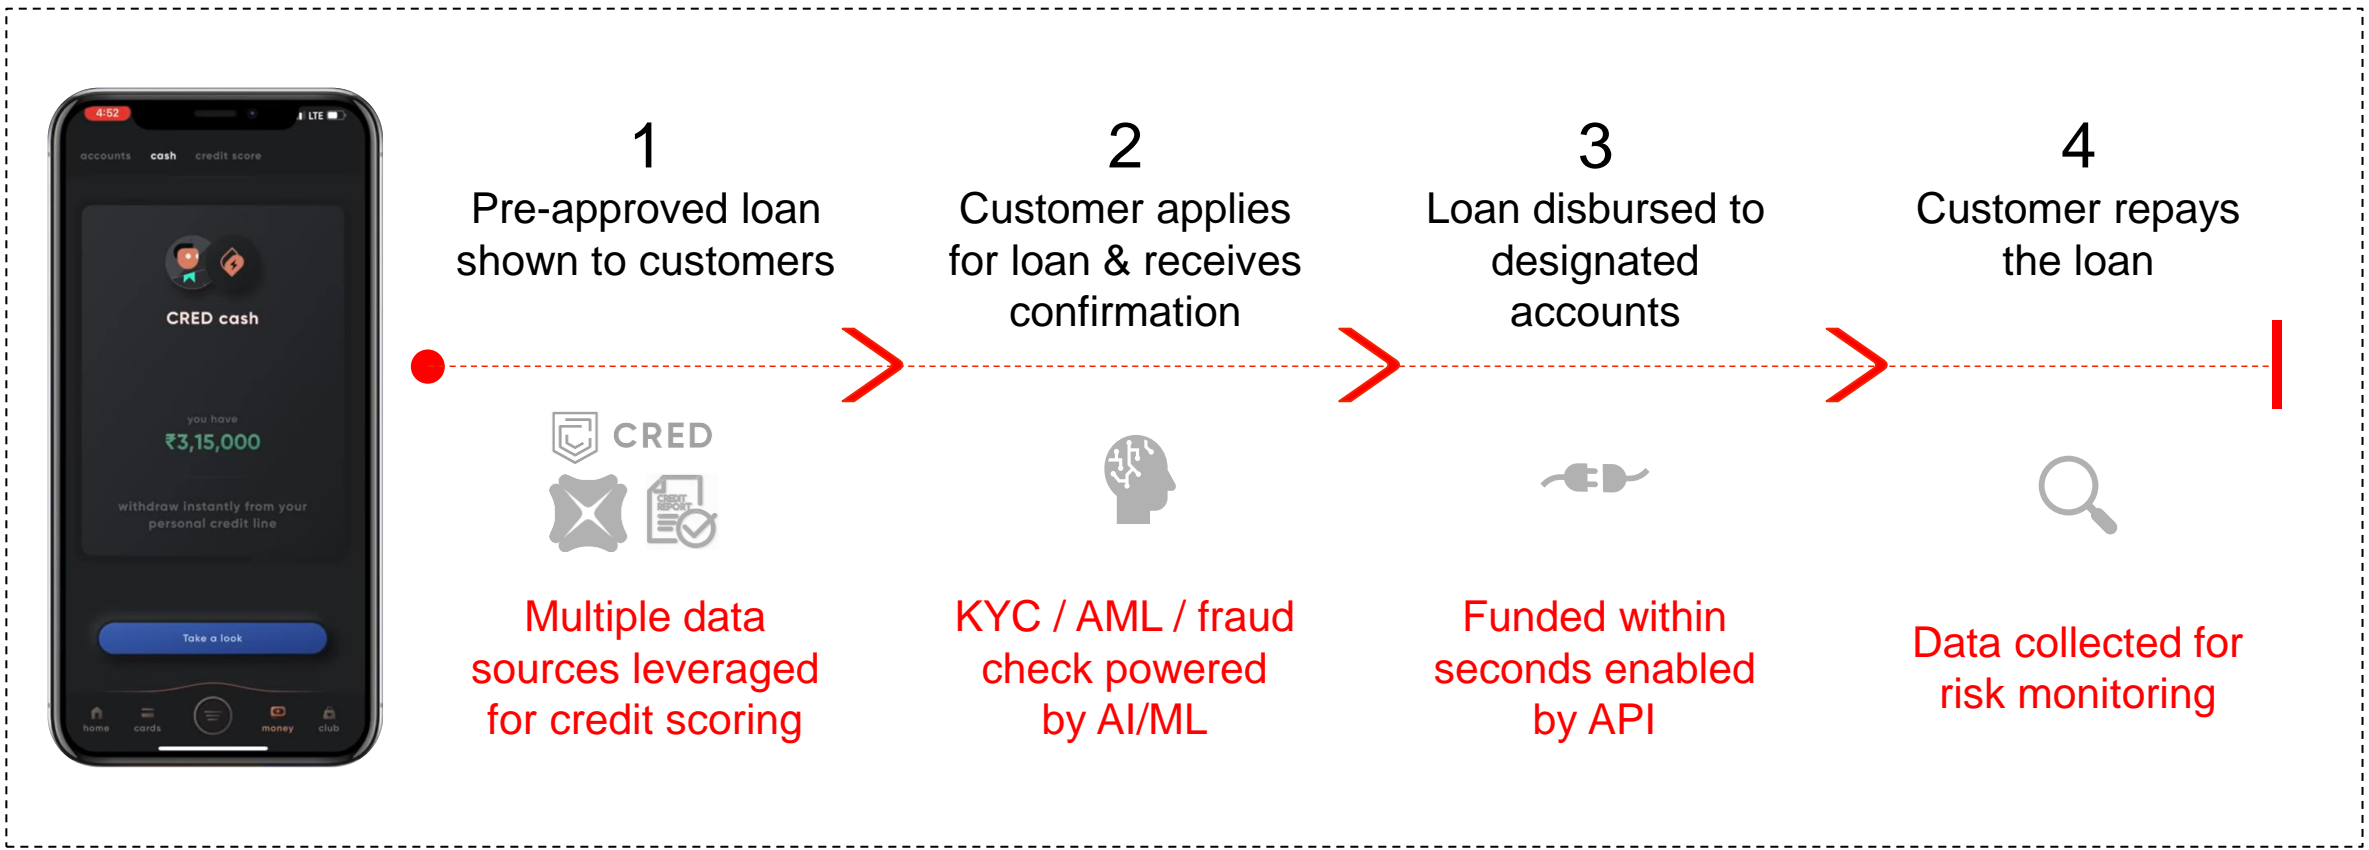 4:52
LTE
accounts cash credit score
CRED cash
you have
₹3,15,000
withdraw instantly from your
personal credit line
Take a look
home cards money club
1
Pre-approved loan
shown to customers
CRED
CREDIT
REPORT
Multiple data
sources leveraged
for credit scoring
2
Customer applies
for loan & receives
confirmation
KYC / AML / fraud
check powered
by AI/ML
3
Loan disbursed to
designated
accounts
Funded within
seconds enabled
by API
4
Customer repays
the loan
Data collected for
risk monitoring